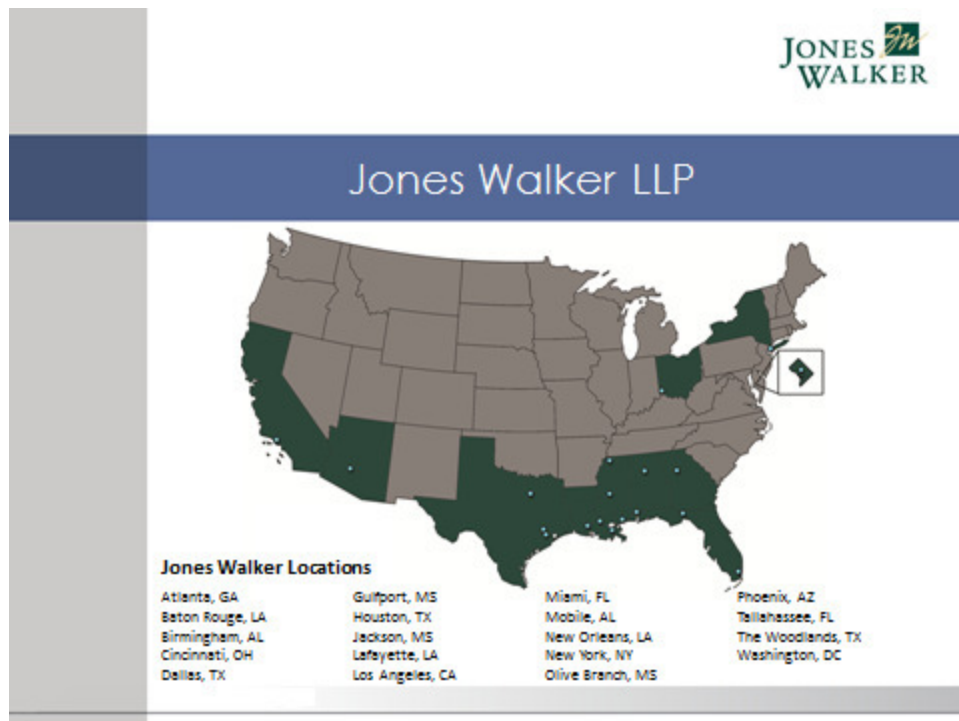 JONES
WALKER
Jones Walker LLP
Jones Walker Locations
Atlanta, GA
Baton Rouge, LA
Birmingham, AL
Cincinnati, OH
Dallas, TX
Gulfport, MS
Houston, TX
Jackson, MS
Lafayette, LA
Los Angeles, CA
Miami, FL
Mobile, AL
New Orleans, LA
New York, NY
Olive Branch, MS
Phoenix, AZ
Tallahassee, FL
The Woodlands, TX
Washington, DC